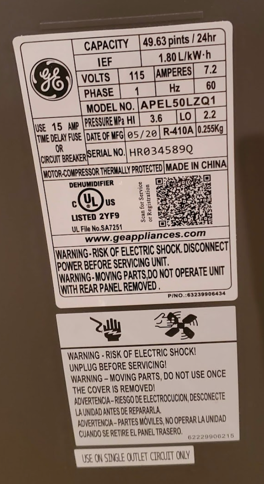 CAPACITY 49.63 pints / 24hr
IEF 1.80 L/kW·h
VOLTS 115 AMPERES 7.2
PHASE 1 Hz 60
MODEL NO. APEL50LZQ1
PRESSURE MPa HI 3.6 LO 2.2
DATE OF MFG 05/20 R-410A 0.255Kg
SERIAL NO. HR034589Q
GE
USE 15 AMP
TIME DELAY FUSE
OR
CIRCUIT BREAKER
MOTOR-COMPRESSOR THERMALLY PROTECTED MADE IN CHINA
DEHUMIDIFIER
c UL US
LISTED 2YF9
UL File No.SA7251
Scan for Service
or Registration
www.geappliances.com
WARNING-RISK OF ELECTRIC SHOCK. DISCONNECT
POWER BEFORE SERVICING UNIT.
WARNING-MOVING PARTS,DO NOT OPERATE UNIT
WITH REAR PANEL REMOVED .
P/NO.:63239906434
WARNING - RISK OF ELECTRIC SHOCK!
UNPLUG BEFORE SERVICING!
WARNING – MOVING PARTS, DO NOT USE ONCE
THE COVER IS REMOVED!
ADVERTENCIA - RIESGO DE ELECTROCUCION, DESCONECTE
LA UNIDAD ANTES DE REPARARLA.
ADVERTENCIA - PARTES MÓVILES, NO OPERAR LA UNIDAD
CUANDO SE RETIRE EL PANEL TRASERO.
62229906218
USE ON SINGLE OUTLET CIRCUIT ONLY